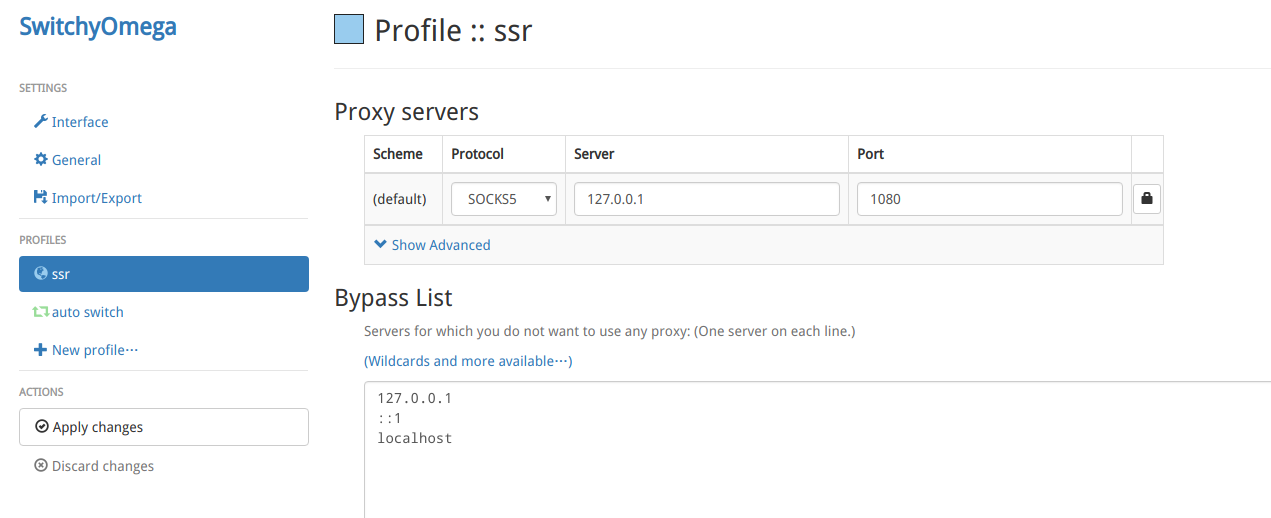 SwitchyOmega
SETTINGS
Interface
General
Import/Export
PROFILES
ssr
auto switch
New profile···
ACTIONS
Apply changes
Discard changes
Profile :: ssr
Proxy servers
Scheme Protocol Server Port
(default) SOCKS5 127.0.0.1 1080
Show Advanced
Bypass List
Servers for which you do not want to use any proxy: (One server on each line.)
(Wildcards and more available···)
127.0.0.1
::1
localhost